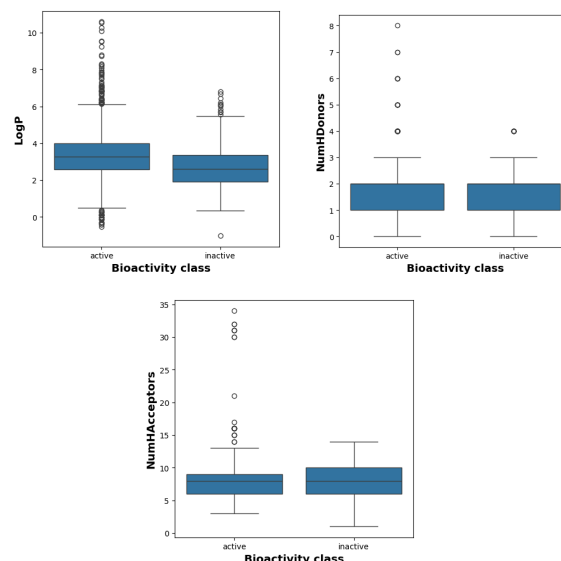 LogP
10
8
6
4
2
0
active
inactive
Bioactivity class
NumHDonors
8
7
6
5
4
3
2
1
0
active
inactive
Bioactivity class
NumHAcceptors
35
30
25
20
15
10
5
0
active
inactive
Bioactivity class